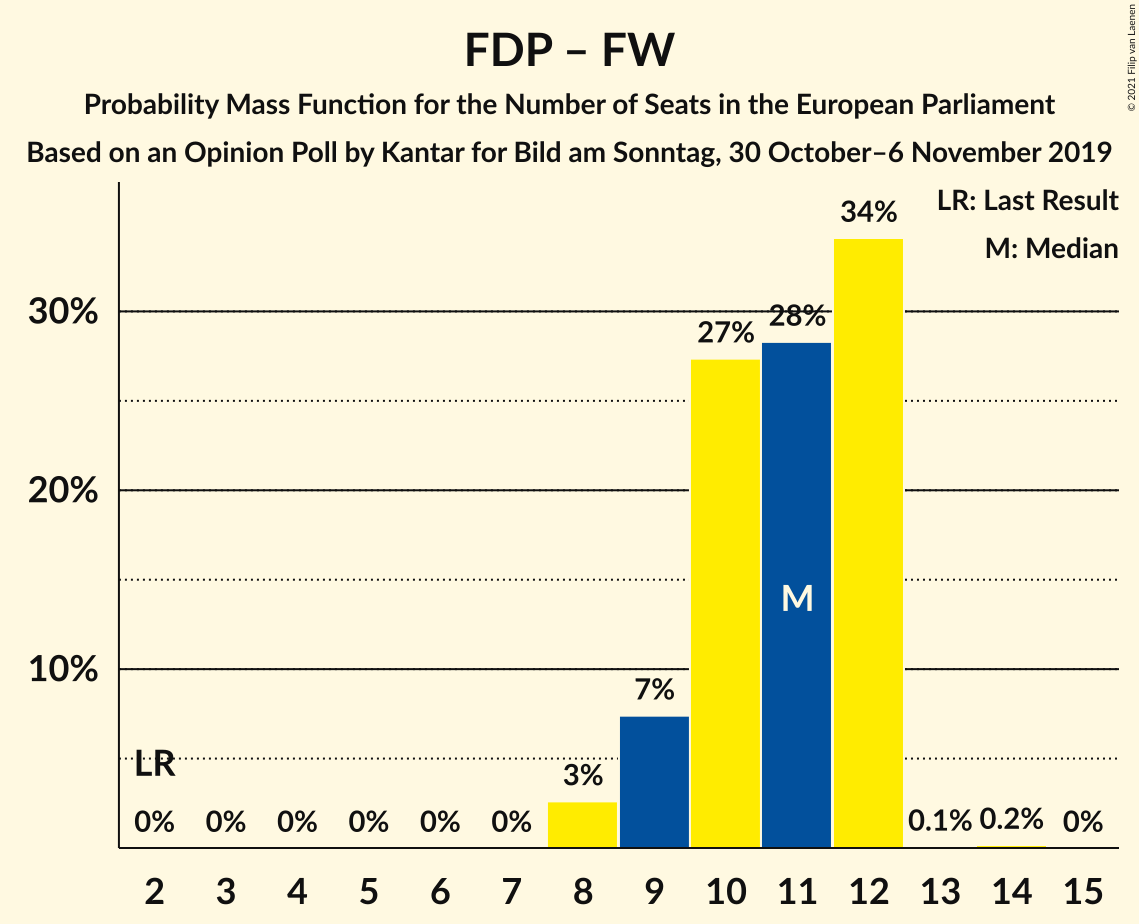 FDP – FW
Probability Mass Function for the Number of Seats in the European Parliament
Based on an Opinion Poll by Kantar for Bild am Sonntag, 30 October–6 November 2019
© 2021 Filip van Laenen
LR: Last Result
M: Median
34%
30%
28%
27%
20%
M
10%
7%
LR
3%
0% 0% 0% 0% 0% 0% 0.1% 0.2% 0%
2 3 4 5 6 7 8 9 10 11 12 13 14 15